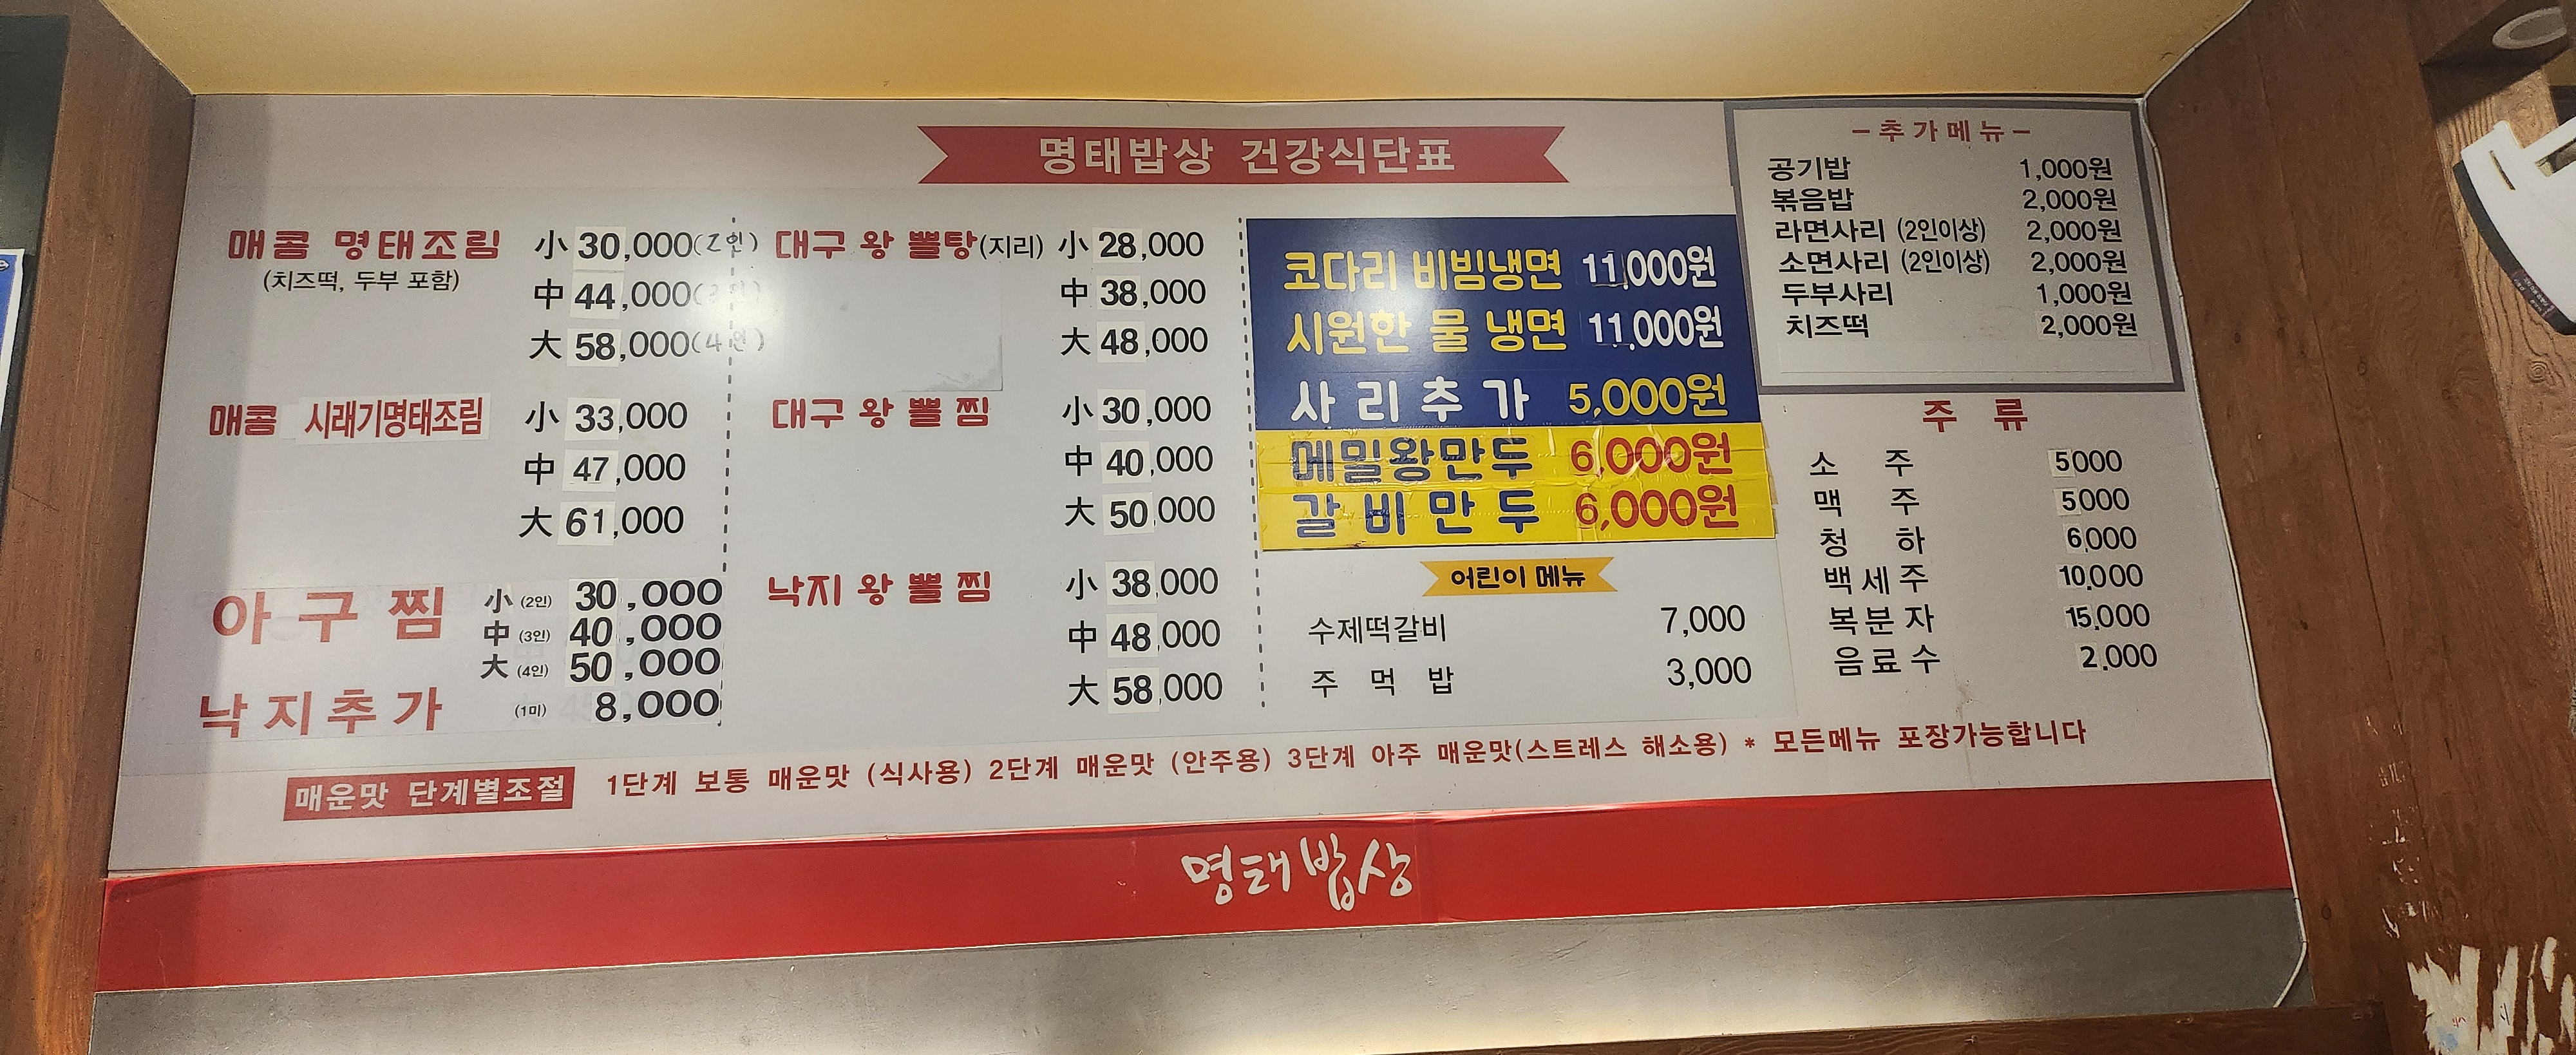 명태밥상 건강식단표
매콤 명태조림 小 30,000(2인)
(치즈떡, 두부 포함)
中 44,000(3인)
大 58,000(4인)
매콤 시래기명태조림 小 33,000
中 47,000
大 61,000
아구찜 小 (2인) 30,000
中 (3인) 40,000
大 (4인) 50,000
낙지추가 (1미) 8,000
대구 왕 뽈탕(지리) 小 28,000
中 38,000
大 48,000
대구 왕 뽈 찜 小 30,000
中 40,000
大 50,000
낙지 왕 뽈 찜 小 38,000
中 48,000
大 58,000
코다리 비빔냉면 11,000원
시원한 물 냉면 11,000원
사리추가 5,000원
메밀왕만두 6,000원
갈비만두 6,000원
어린이 메뉴
수제떡갈비 7,000
주 먹 밥 3,000
-추가메뉴-
공기밥 1,000원
볶음밥 2,000원
라면사리 (2인이상) 2,000원
소면사리 (2인이상) 2,000원
두부사리 1,000원
치즈떡 2,000원
주 류
소 주 5000
맥 주 5000
청 하 6,000
백세주 10,000
복분자 15,000
음료수 2,000
매운맛 단계별조절 1단계 보통 매운맛 (식사용) 2단계 매운맛 (안주용) 3단계 아주 매운맛(스트레스 해소용) * 모든메뉴 포장가능합니다
명태밥상